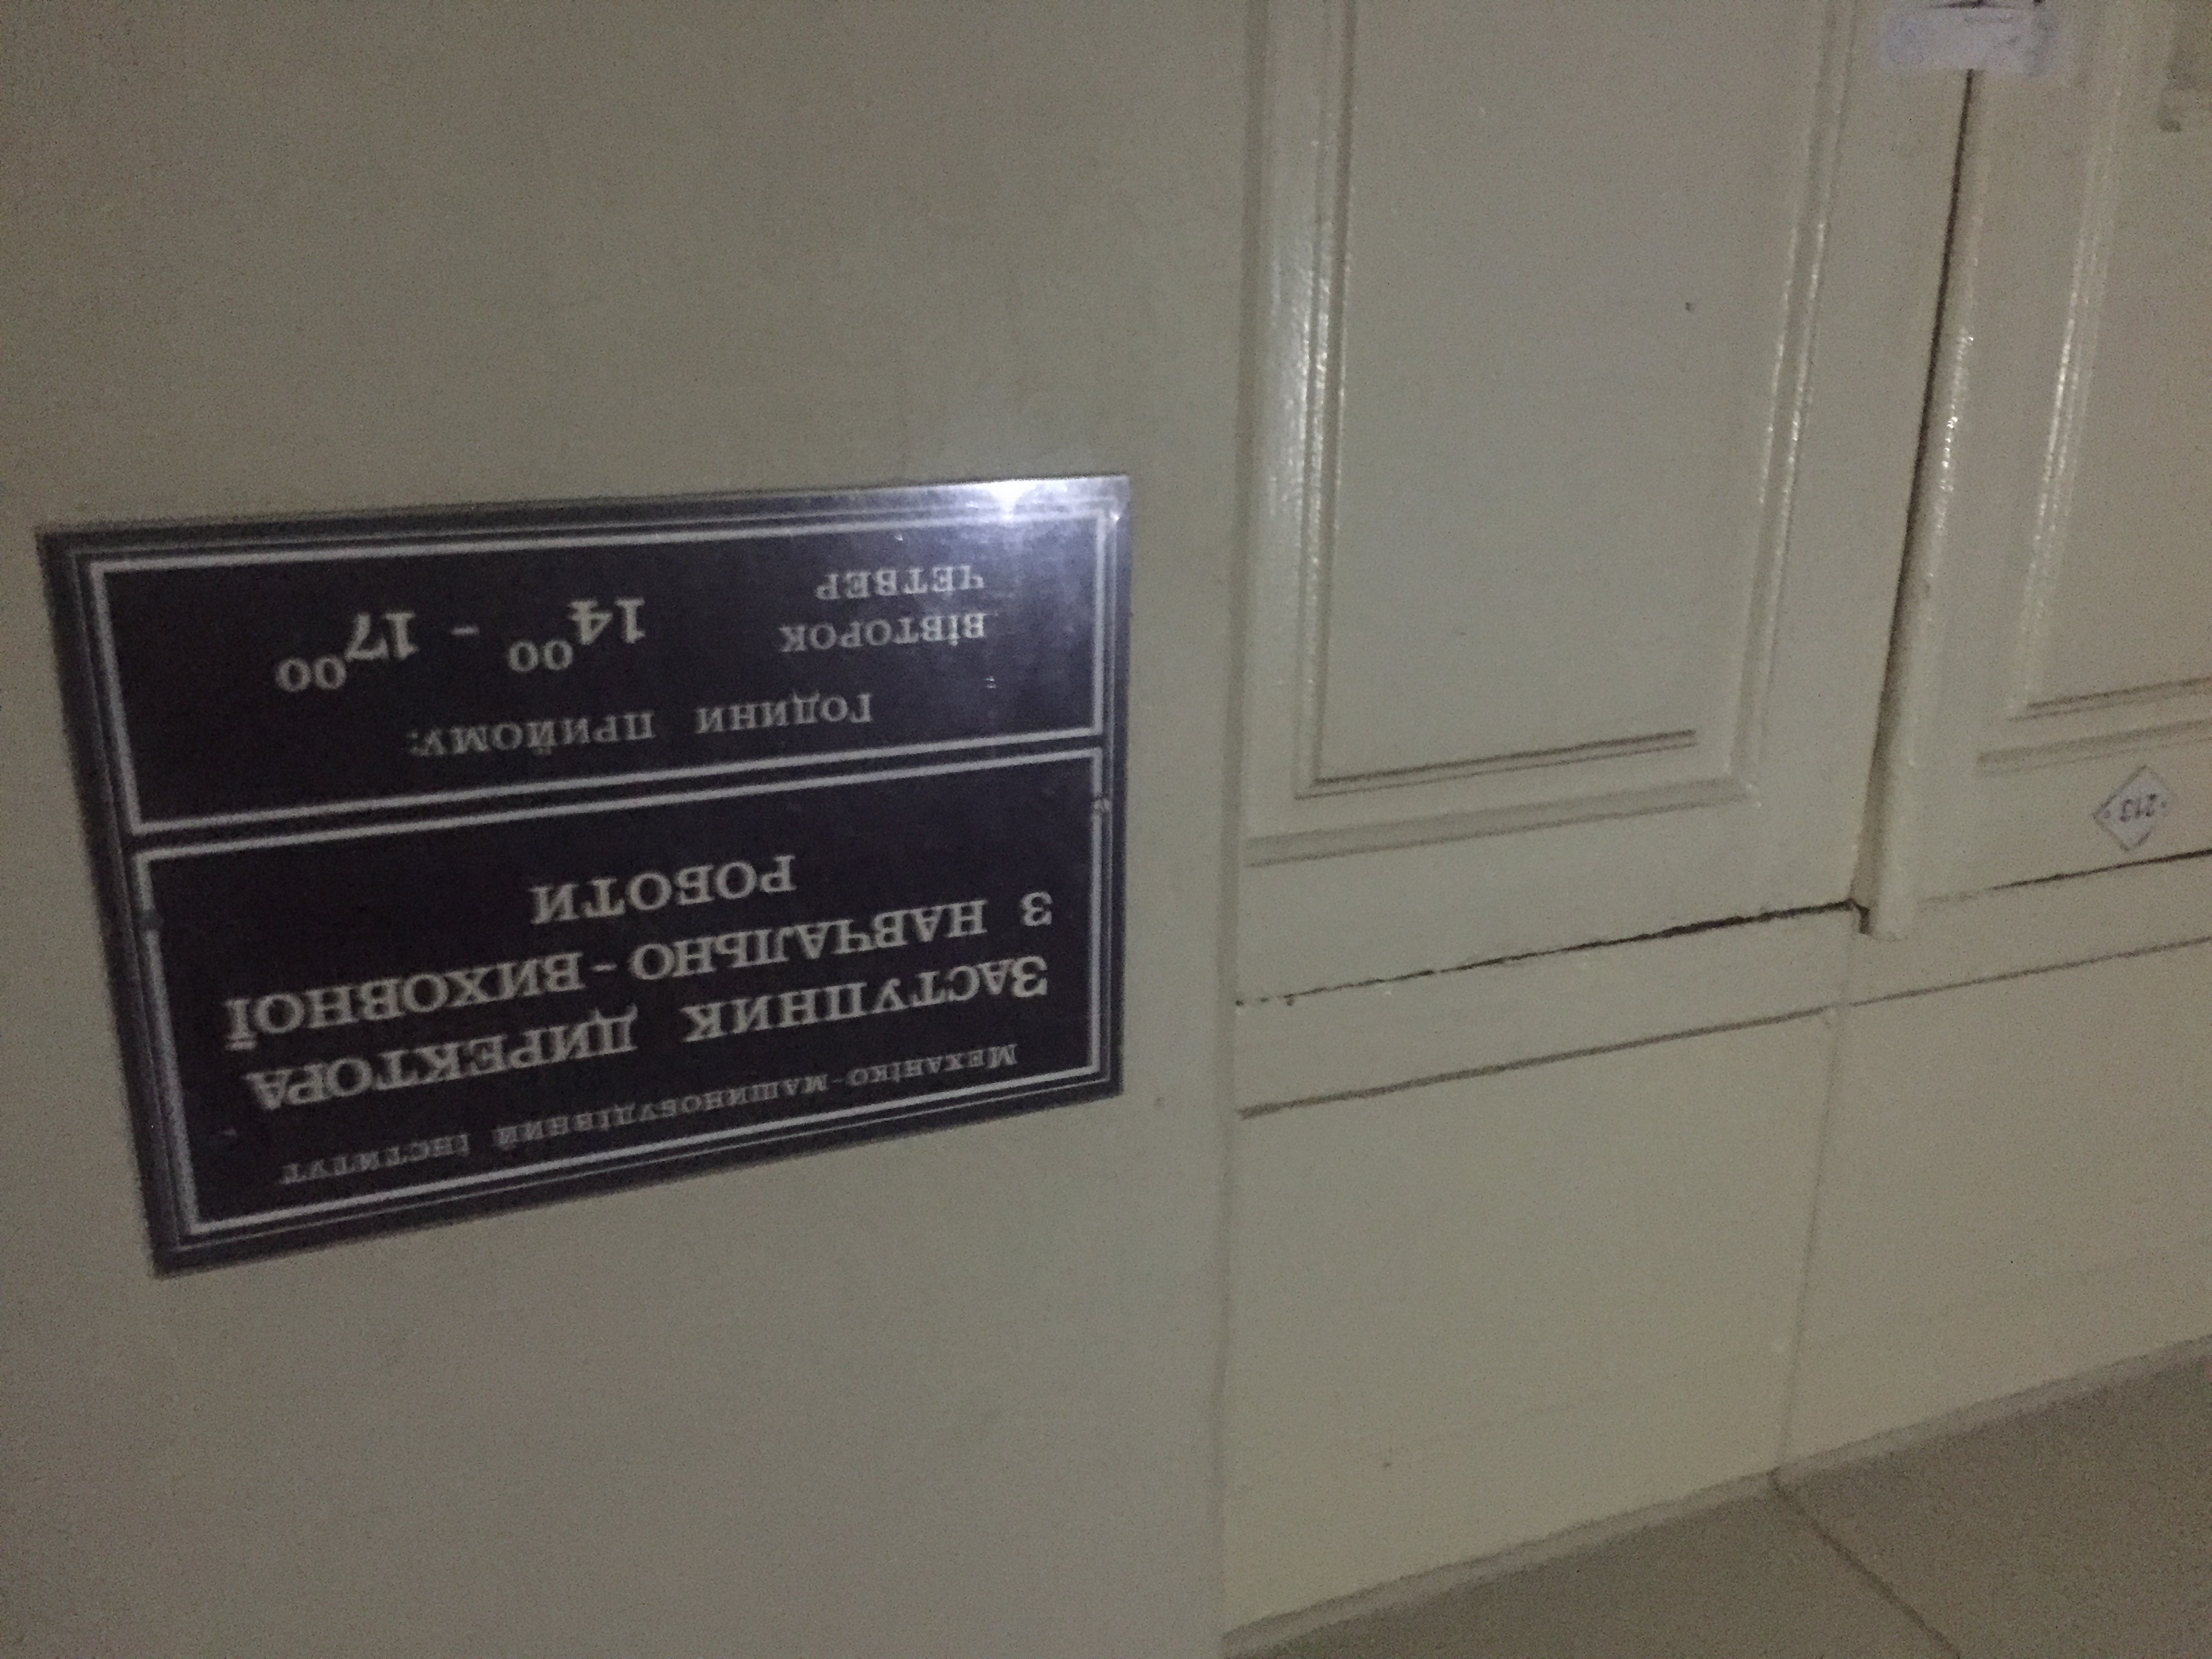 213
Механіко-машинобудівний інститут
Заступник директора
з навчально-виховної
роботи
Години прийому:
вівторок 14⁰⁰ - 17⁰⁰
четвер